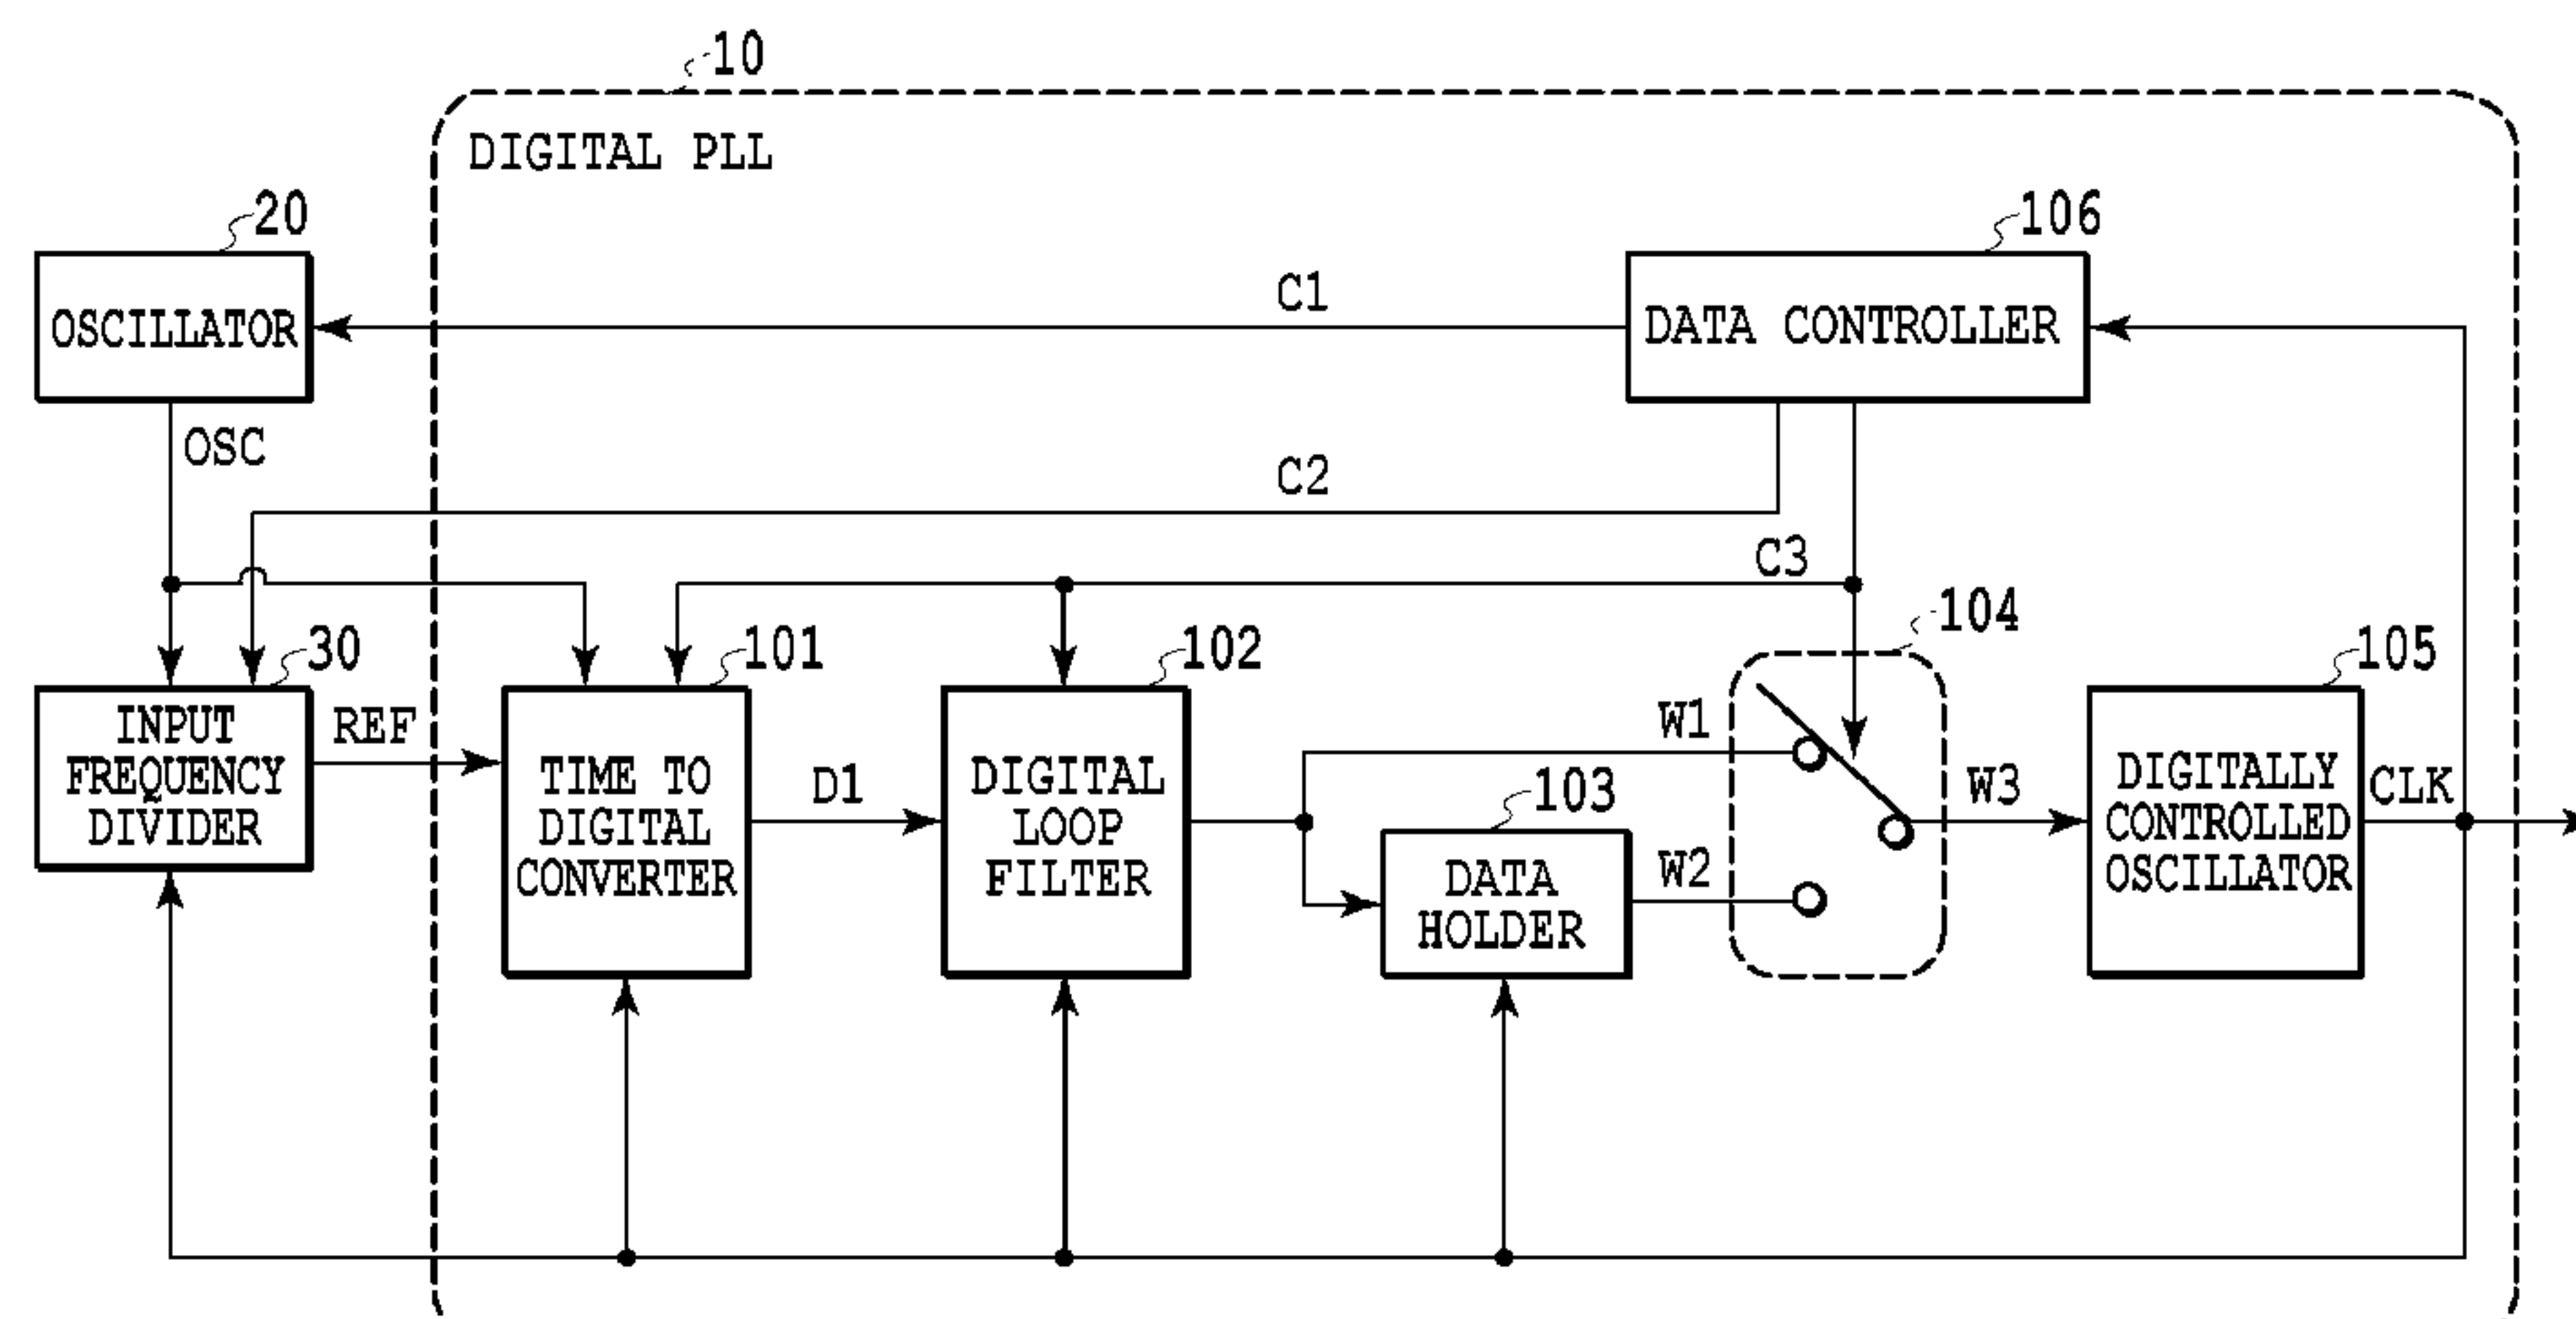 10
DIGITAL PLL
20
106
OSCILLATOR
C1
DATA CONTROLLER
OSC
C2
C3
104
30
101
102
105
INPUT
FREQUENCY
DIVIDER
REF
TIME TO
DIGITAL
CONVERTER
D1
DIGITAL
LOOP
FILTER
W1
103
DATA
HOLDER
W2
W3
DIGITALLY
CONTROLLED
OSCILLATOR
CLK